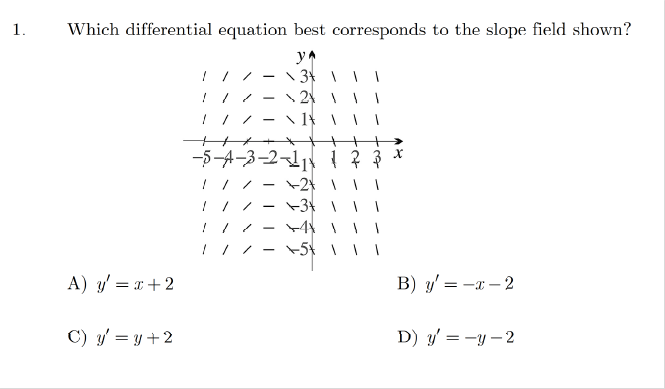 1. Which differential equation best corresponds to the slope field shown?
y
3
2
1
-5 -4 -3 -2 -1 1 2 3 x
-1
-2
-3
-4
-5
A) y′ = x + 2 B) y′ = −x − 2
C) y′ = y + 2 D) y′ = −y − 2